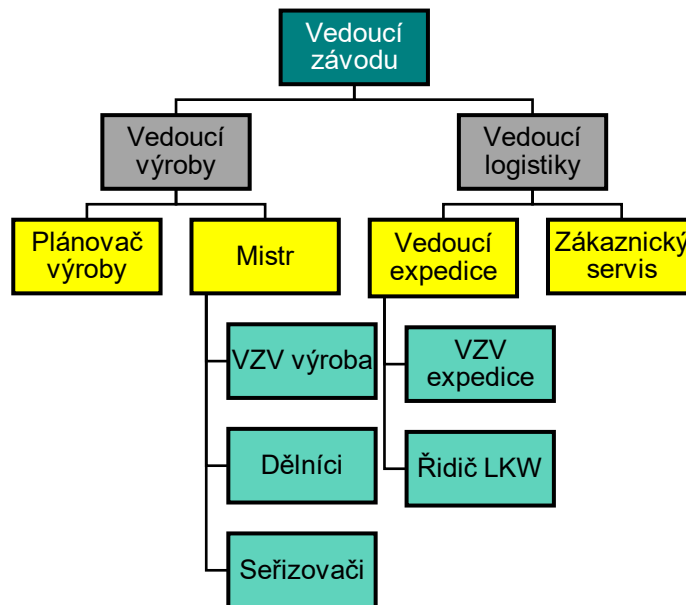 Vedoucí
závodu
Vedoucí
výroby
Vedoucí
logistiky
Plánovač
výroby
Mistr
Vedoucí
expedice
Zákaznický
servis
VZV výroba
VZV
expedice
Dělníci
Řidič LKW
Seřizovači